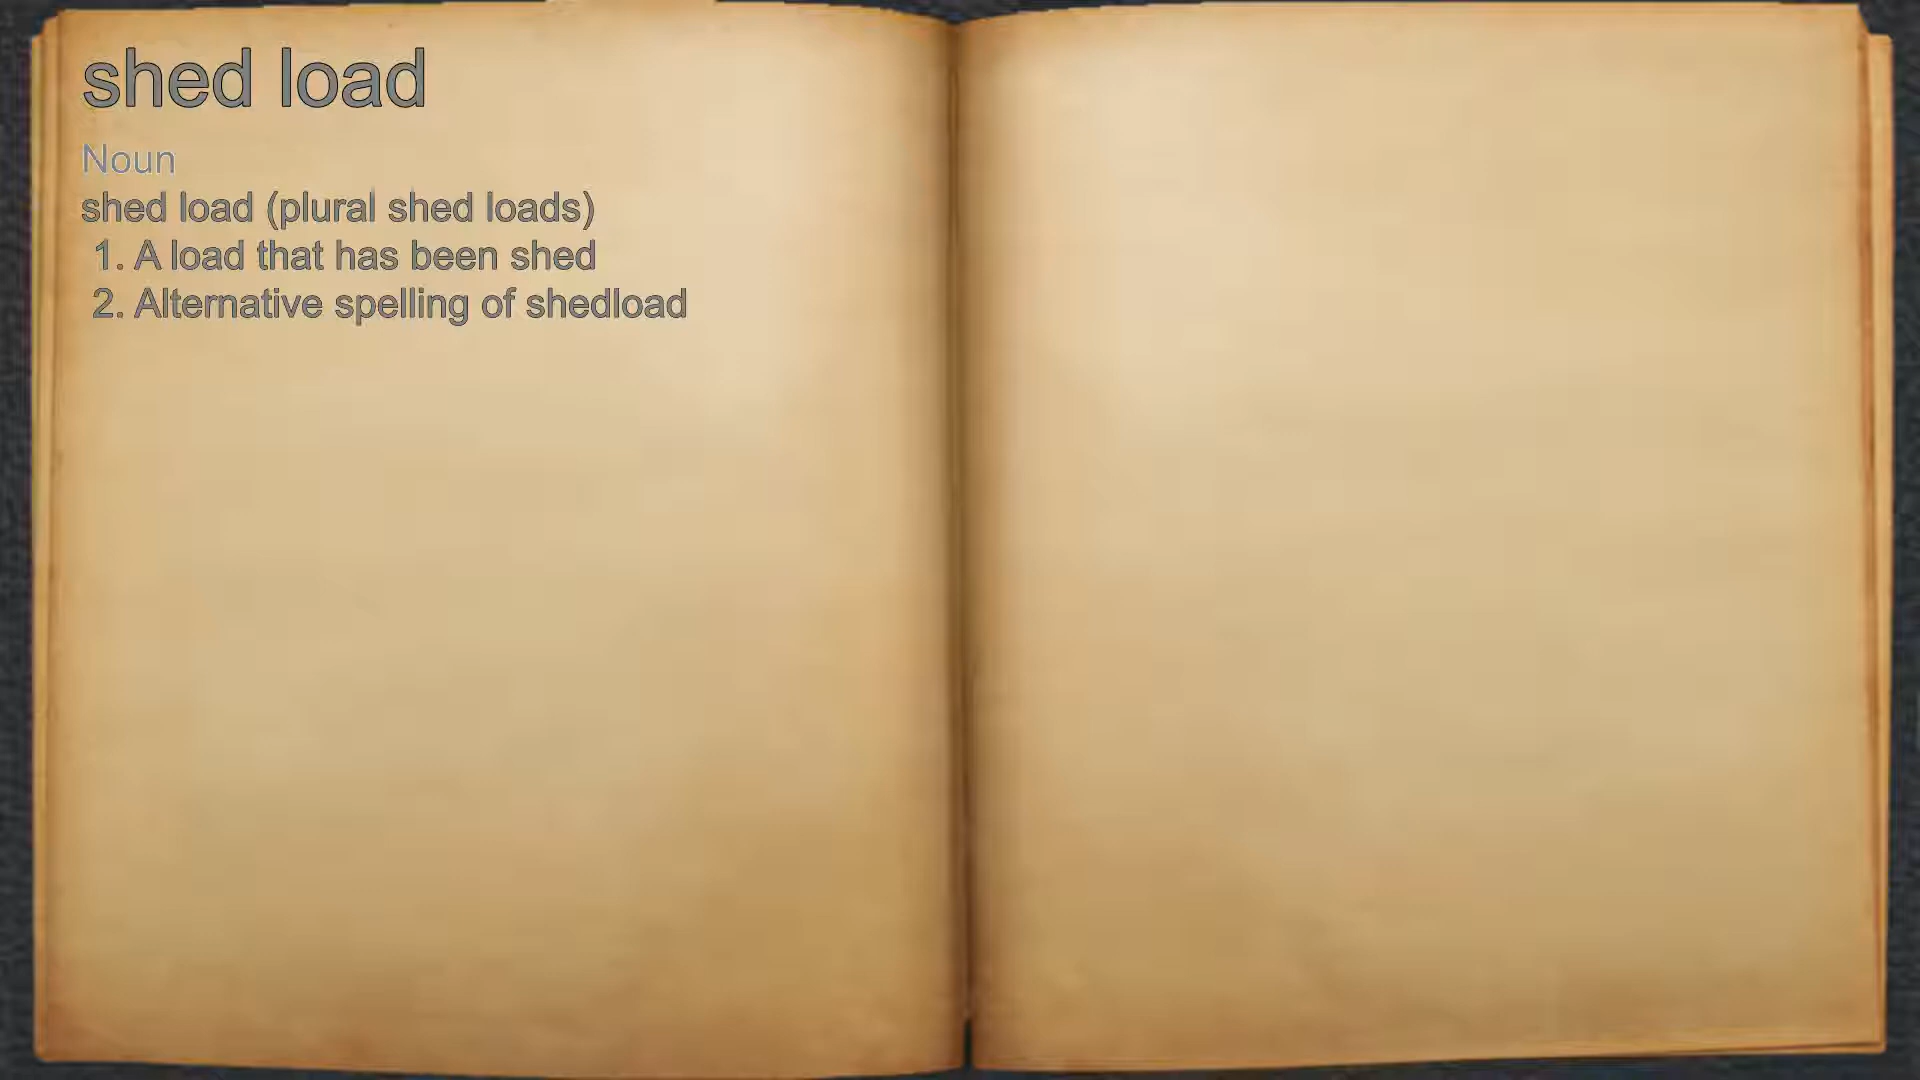 shed load
Noun
shed load (plural shed loads)
1. A load that has been shed
2. Alternative spelling of shedload